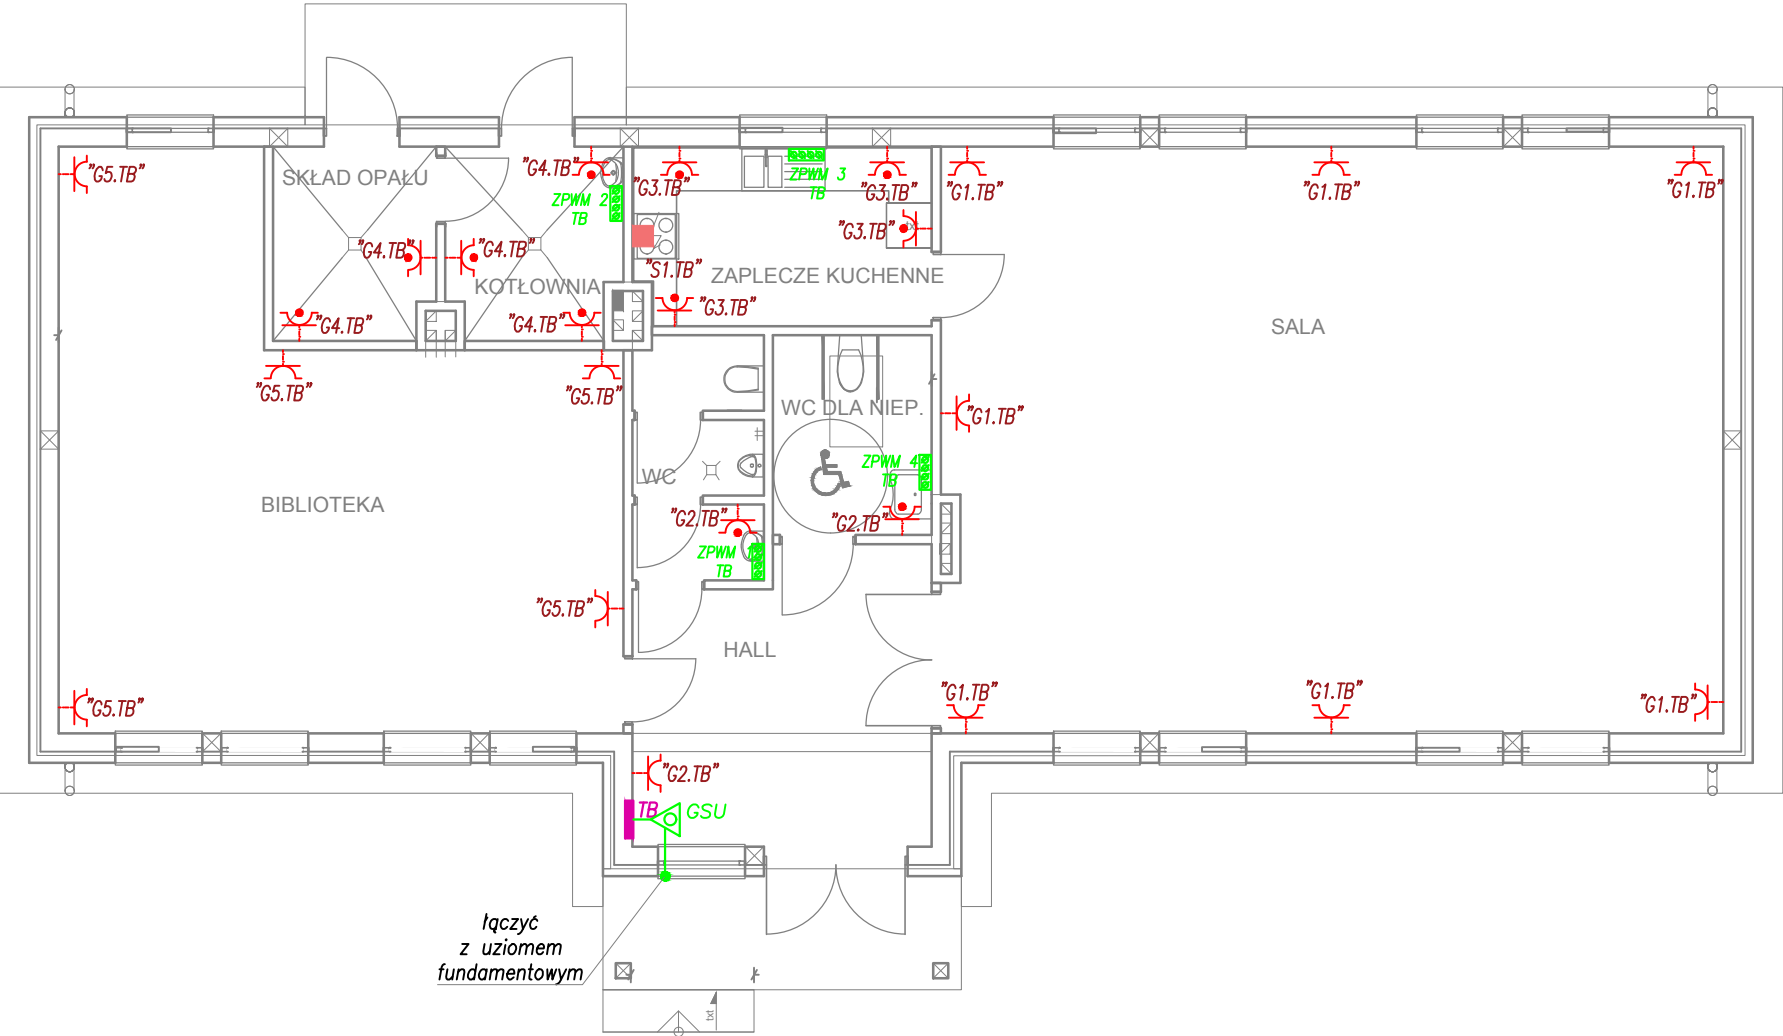 "G5.TB"
SKŁAD OPAŁU
"G4.TB"
ZPWM 2
TB
"G3.TB"
ZPWM 3
TB
"G3.TB"
"G1.TB"
"G1.TB"
"G1.TB"
"G4.TB"
"G4.TB"
KOTŁOWNIA
"G3.TB"
"S1.TB"
ZAPLECZE KUCHENNE
"G3.TB"
"G4.TB"
"G4.TB"
SALA
"G5.TB"
"G5.TB"
WC DLA NIEP.
"G1.TB"
WC
ZPWM 4
TB
BIBLIOTEKA
"G2.TB"
"G2.TB"
ZPWM 1
TB
"G5.TB"
HALL
"G5.TB"
"G1.TB"
"G1.TB"
"G1.TB"
"G2.TB"
TB
GSU
łączyć
z uziomem
fundamentowym
txt